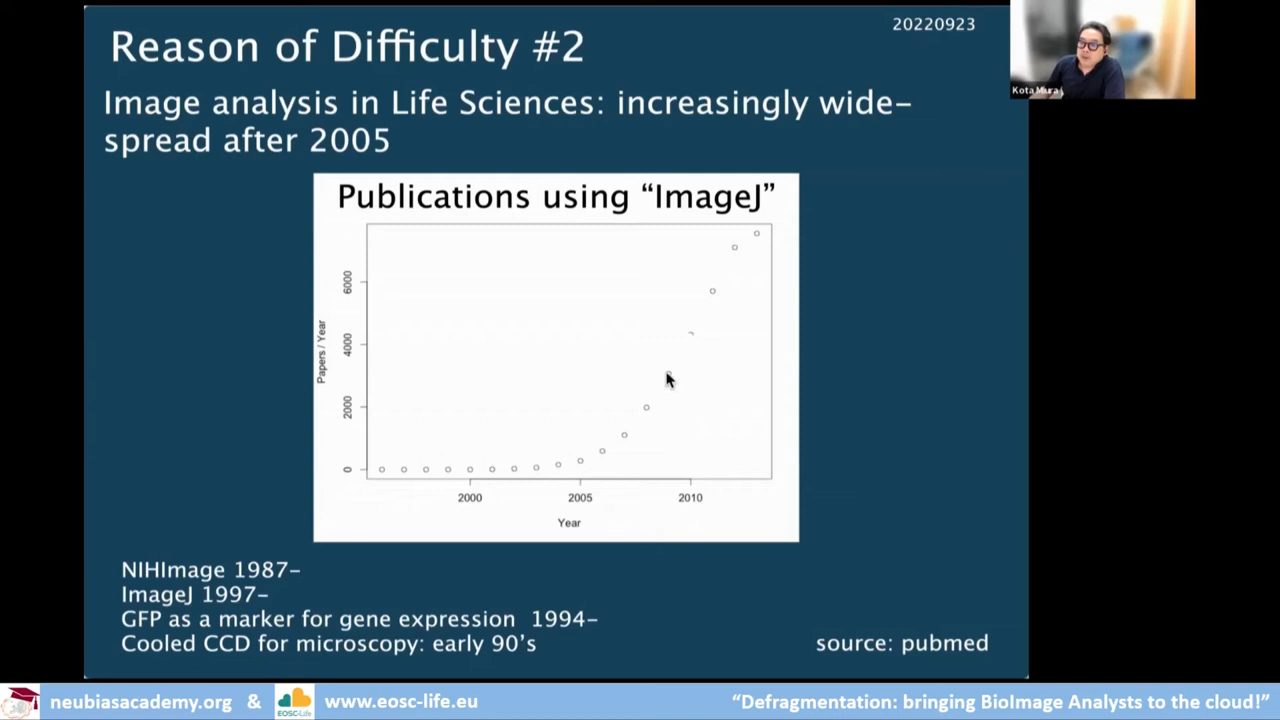 Reason of Difficulty #2
20220923
Image analysis in Life Sciences: increasingly wide-
spread after 2005
Kota Miura
Publications using “ImageJ”
Papers / Year
6000
4000
2000
0
2000
2005
2010
Year
NIHImage 1987-
ImageJ 1997-
GFP as a marker for gene expression 1994-
Cooled CCD for microscopy: early 90’s
source: pubmed
neubiasacademy.org & EOSC-Life www.eosc-life.eu
“Defragmentation: bringing BioImage Analysts to the cloud!”